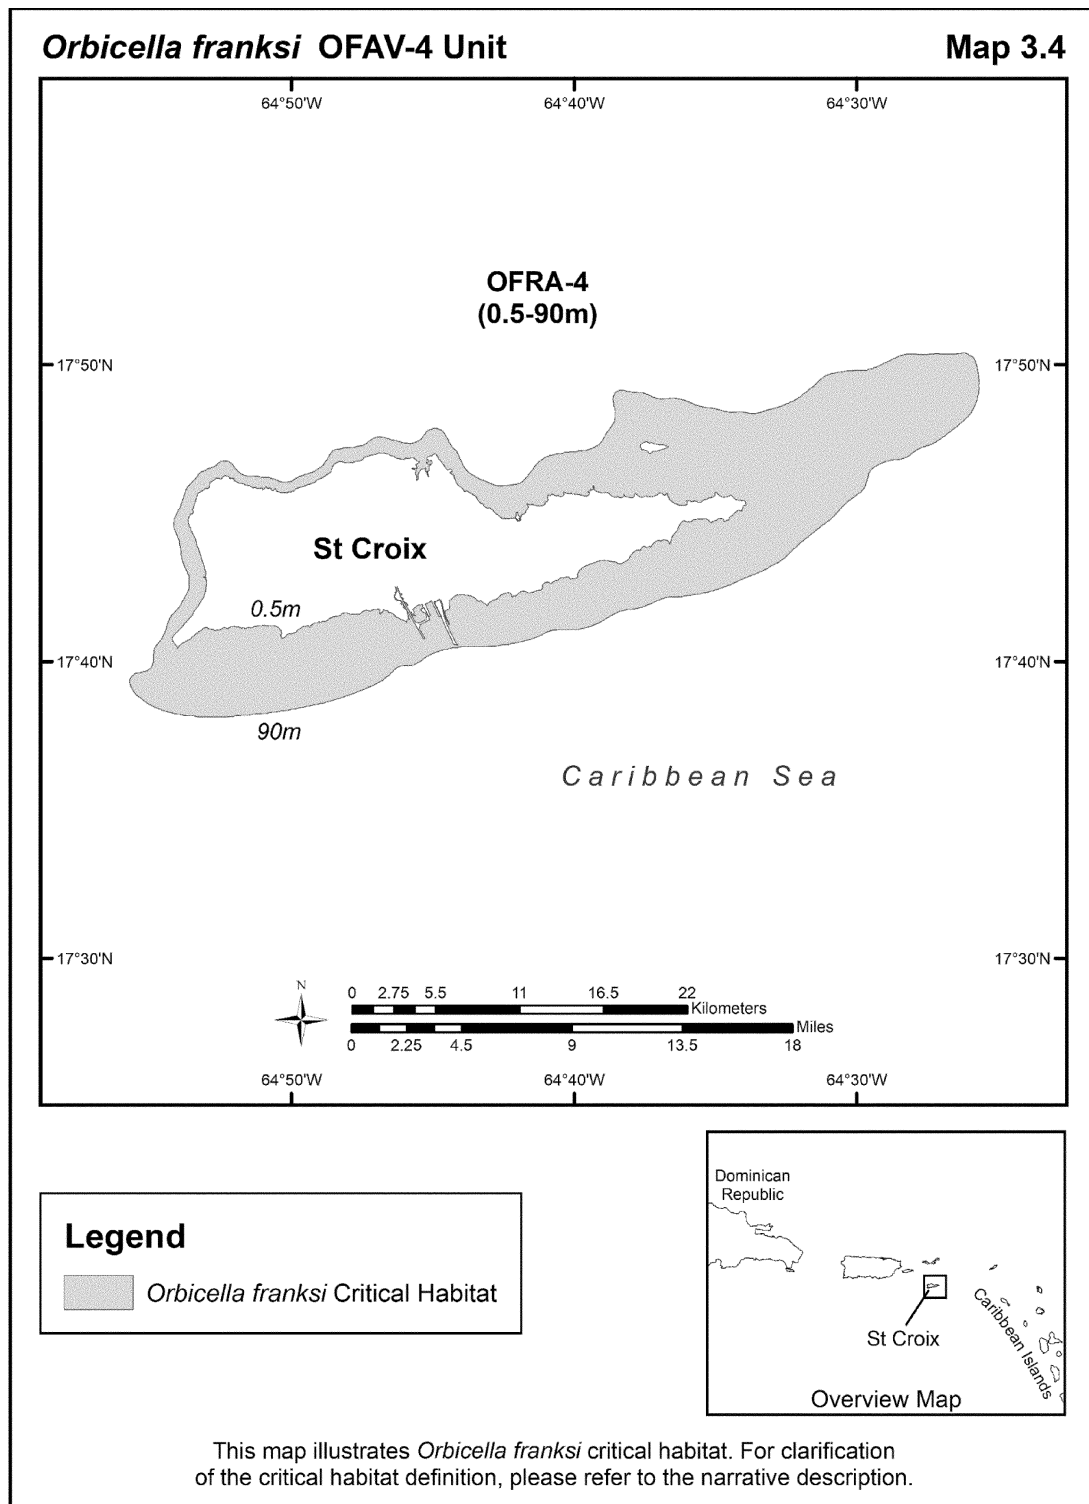 Orbicella franksi OFAV-4 Unit
Map 3.4
64°50'W
64°40'W
64°30'W
OFRA-4
(0.5-90m)
17°50'N
17°50'N
St Croix
0.5m
17°40'N
17°40'N
90m
Caribbean Sea
17°30'N
17°30'N
N
0 2.75 5.5 11 16.5 22
Kilometers
Miles
0 2.25 4.5 9 13.5 18
64°50'W
64°40'W
64°30'W
Legend
Orbicella franksi Critical Habitat
Dominican
Republic
St Croix
Caribbean Islands
Overview Map
This map illustrates Orbicella franksi critical habitat. For clarification
of the critical habitat definition, please refer to the narrative description.